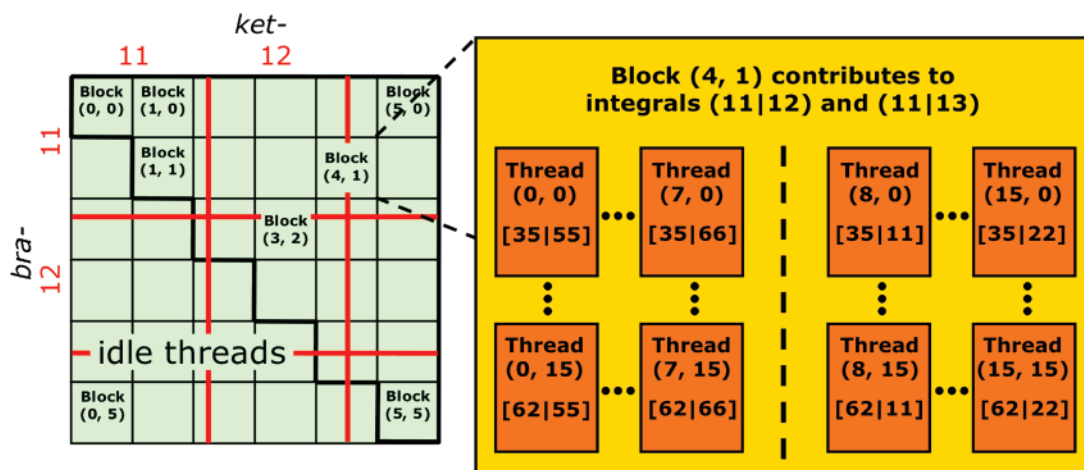 ket-
11
12
bra-
11
12
Block
(0, 0)
Block
(1, 0)
Block
(5, 0)
Block
(1, 1)
Block
(4, 1)
Block
(3, 2)
idle threads
Block
(0, 5)
Block
(5, 5)
Block (4, 1) contributes to
integrals (11|12) and (11|13)
Thread
(0, 0)
[35|55]
Thread
(7, 0)
[35|66]
Thread
(8, 0)
[35|11]
Thread
(15, 0)
[35|22]
Thread
(0, 15)
[62|55]
Thread
(7, 15)
[62|66]
Thread
(8, 15)
[62|11]
Thread
(15, 15)
[62|22]